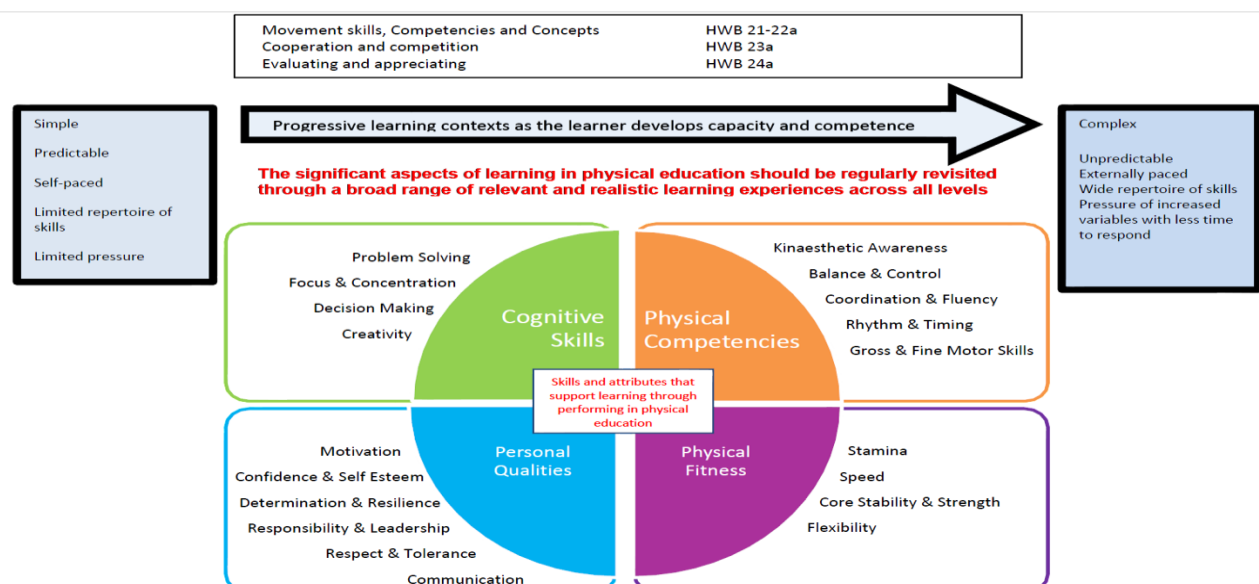 Movement skills, Competencies and Concepts HWB 21-22a
Cooperation and competition HWB 23a
Evaluating and appreciating HWB 24a
Simple
Predictable
Self-paced
Limited repertoire of
skills
Limited pressure
Progressive learning contexts as the learner develops capacity and competence
Complex
Unpredictable
Externally paced
Wide repertoire of skills
Pressure of increased
variables with less time
to respond
The significant aspects of learning in physical education should be regularly revisited
through a broad range of relevant and realistic learning experiences across all levels
Problem Solving
Focus & Concentration
Decision Making
Creativity
Cognitive
Skills
Physical
Competencies
Kinaesthetic Awareness
Balance & Control
Coordination & Fluency
Rhythm & Timing
Gross & Fine Motor Skills
Skills and attributes that
support learning through
performing in physical
education
Motivation
Confidence & Self Esteem
Determination & Resilience
Responsibility & Leadership
Respect & Tolerance
Communication
Personal
Qualities
Physical
Fitness
Stamina
Speed
Core Stability & Strength
Flexibility